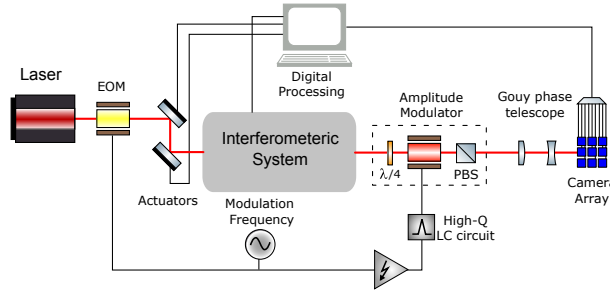 Laser
EOM
Digital
Processing
Amplitude
Modulator
Gouy phase
telescope
Interferometeric
System
λ/4
PBS
Camera
Array
Actuators
Modulation
Frequency
High-Q
LC circuit